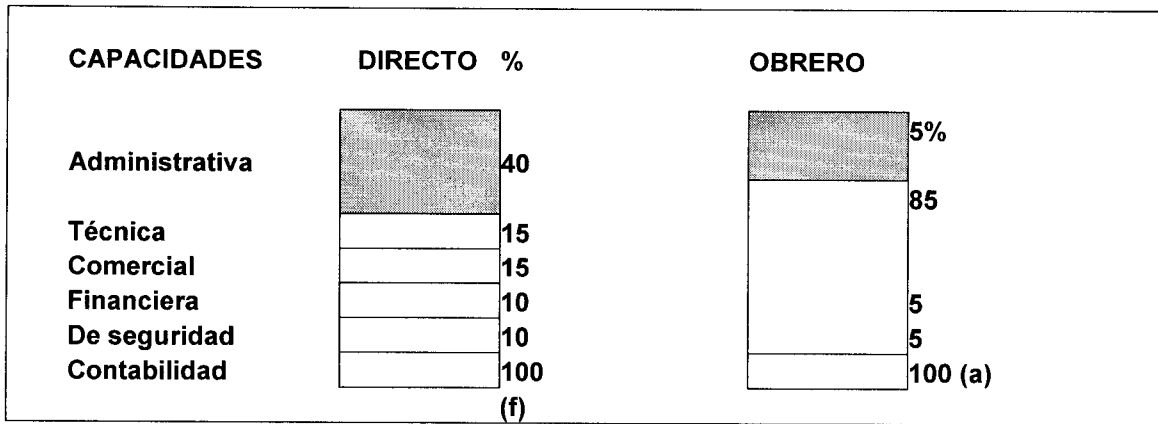 CAPACIDADES DIRECTO % OBRERO
5%
Administrativa 40
85
Técnica 15
Comercial 15
Financiera 10 5
De seguridad 10 5
Contabilidad 100 100 (a)
(f)